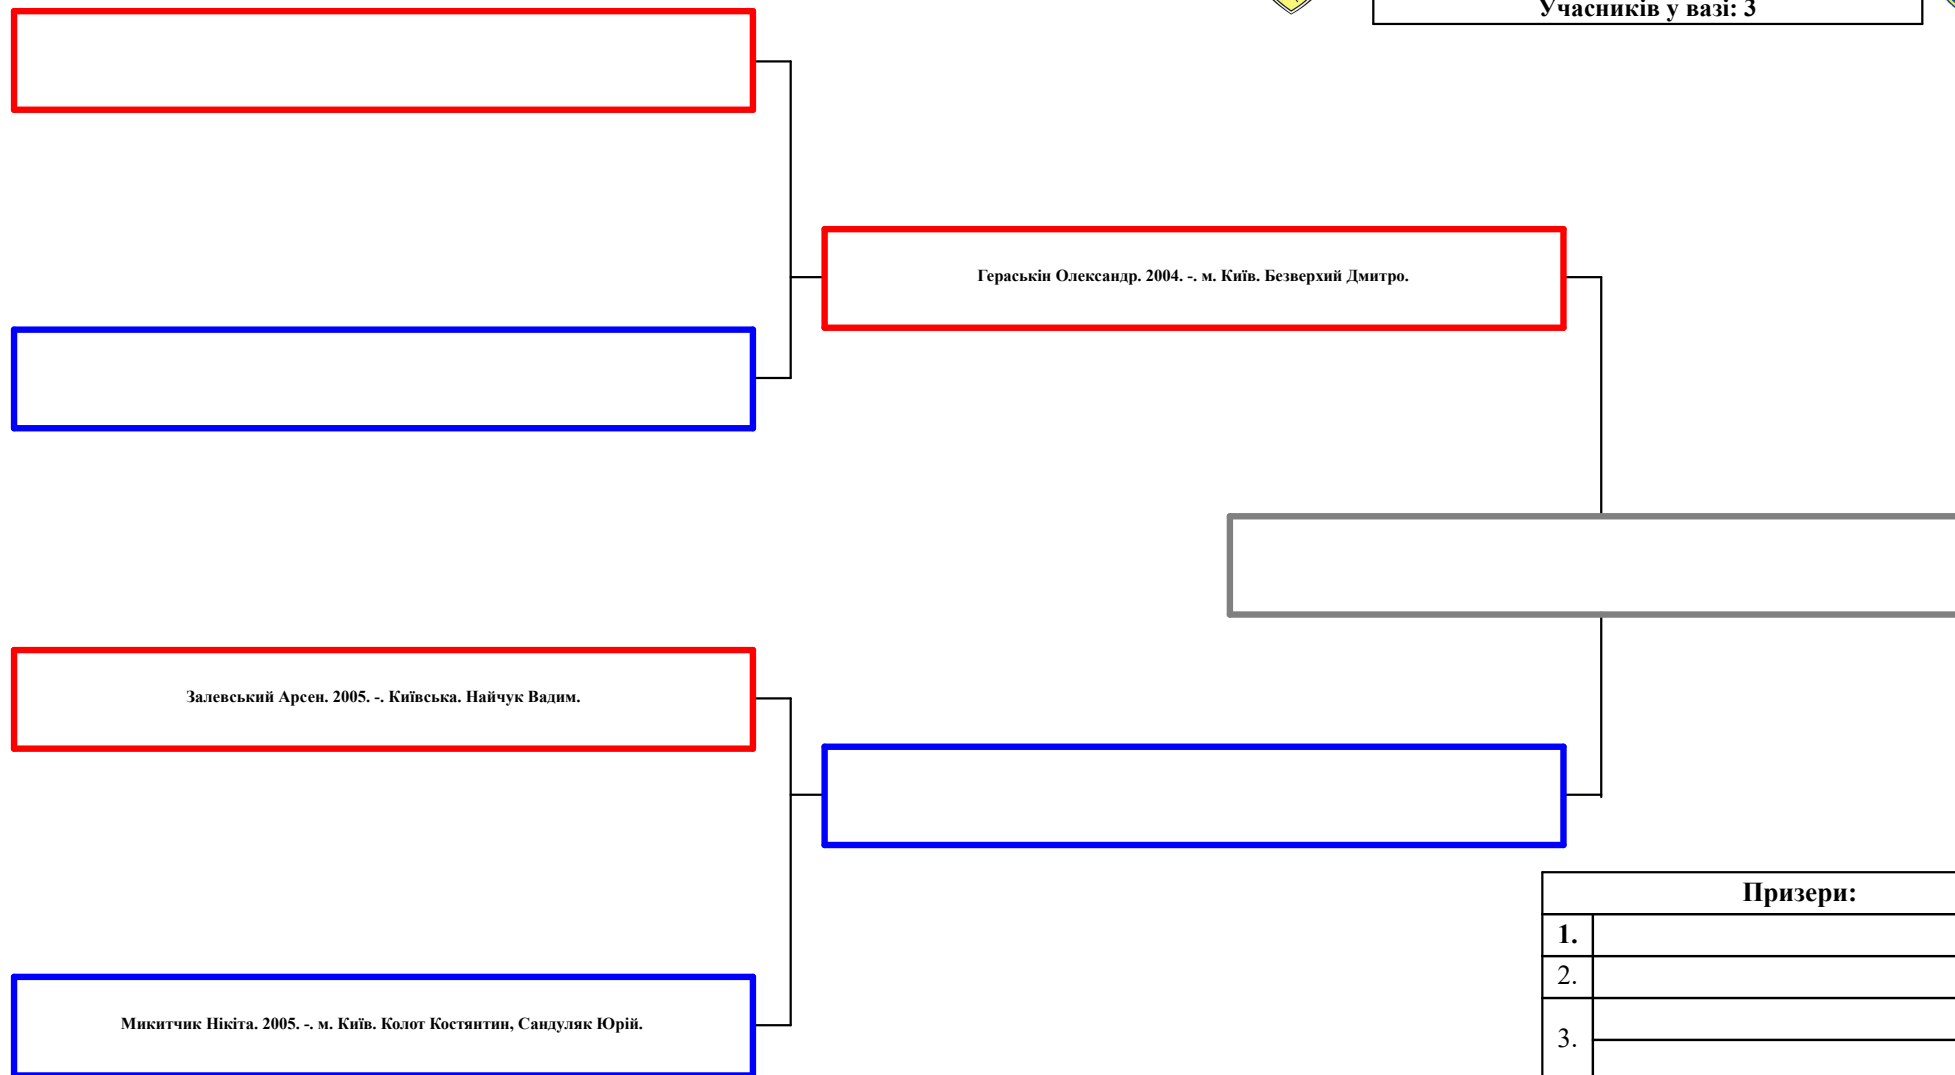 Учасників у вазі: 3
Гераськін Олександр. 2004. -. м. Київ. Безверхий Дмитро.
Залевський Арсен. 2005. -. Київська. Найчук Вадим.
Микитчик Нікіта. 2005. -. м. Київ. Колот Костянтин, Сандуляк Юрій.
Призери:
1.
2.
3.